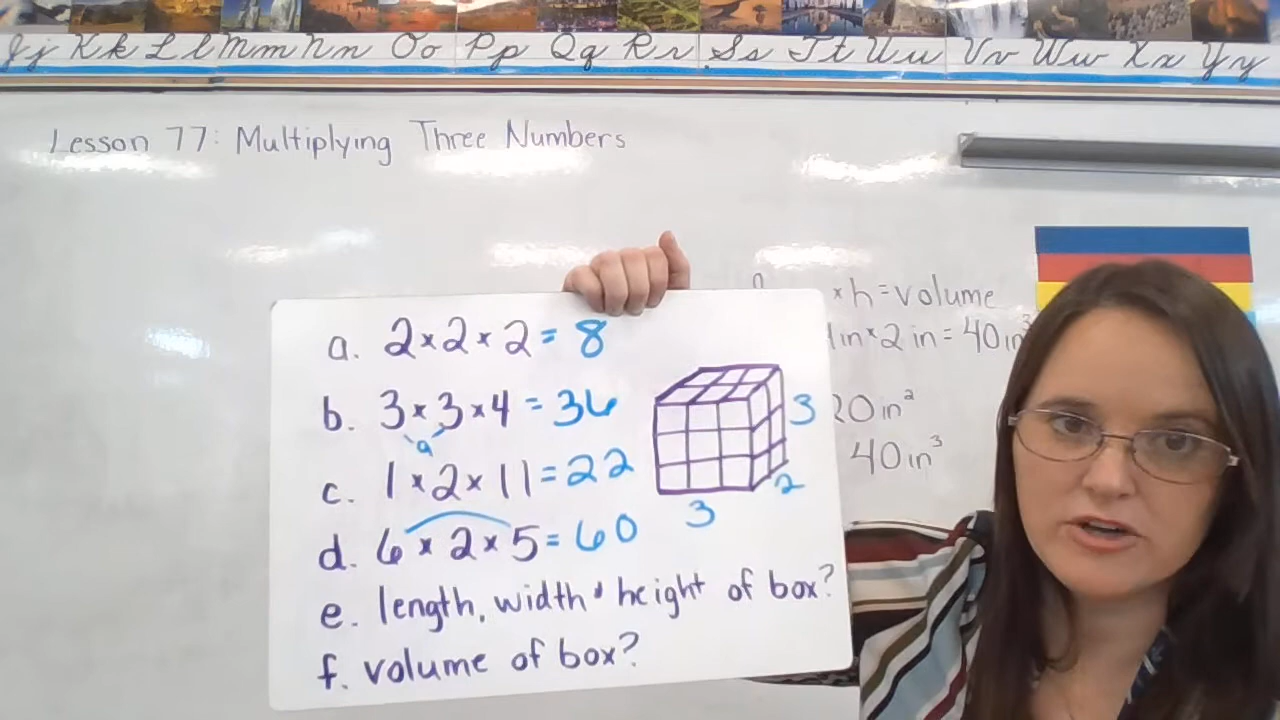 Jj Kk Ll Mm Nn Oo Pp Qq Rr Ss Tt Uu Vv Ww Xx Yy
Lesson 77: Multiplying Three Numbers
× h = volume
in × 2 in = 40 in³
20 in²
40 in³
a. 2 × 2 × 2 = 8
b. 3 × 3 × 4 = 36
9
c. 1 × 2 × 11 = 22
d. 6 × 2 × 5 = 60
e. length, width & height of box?
f. volume of box?
3
2
3